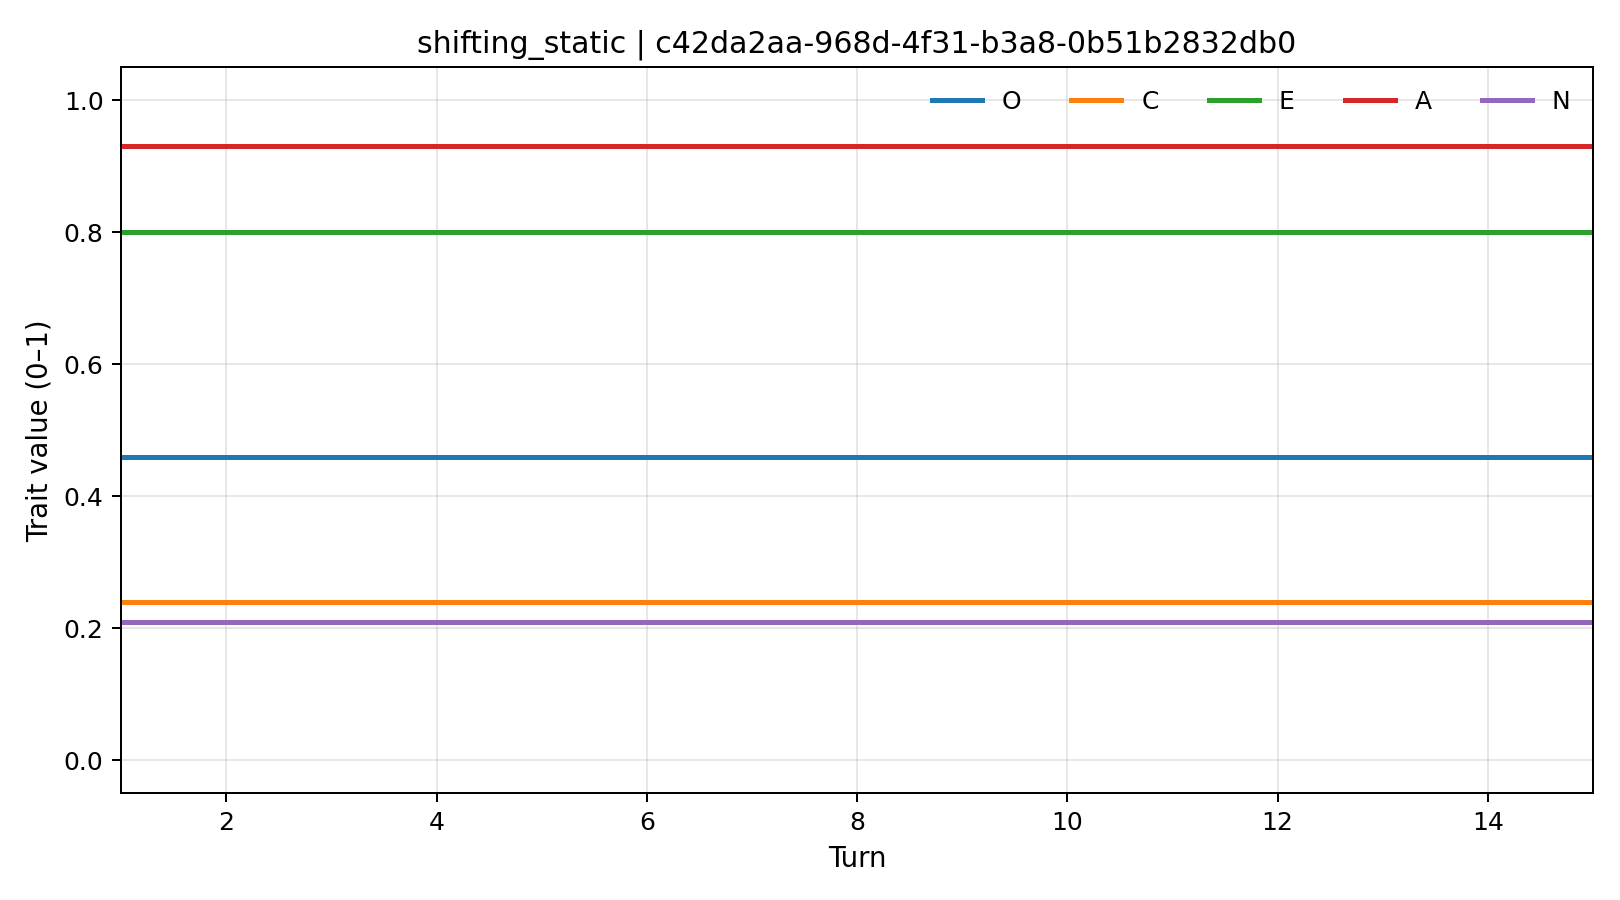 shifting_static | c42da2aa-968d-4f31-b3a8-0b51b2832db0
O C E A N
1.0
0.8
0.6
0.4
0.2
0.0
Trait value (0–1)
2 4 6 8 10 12 14
Turn